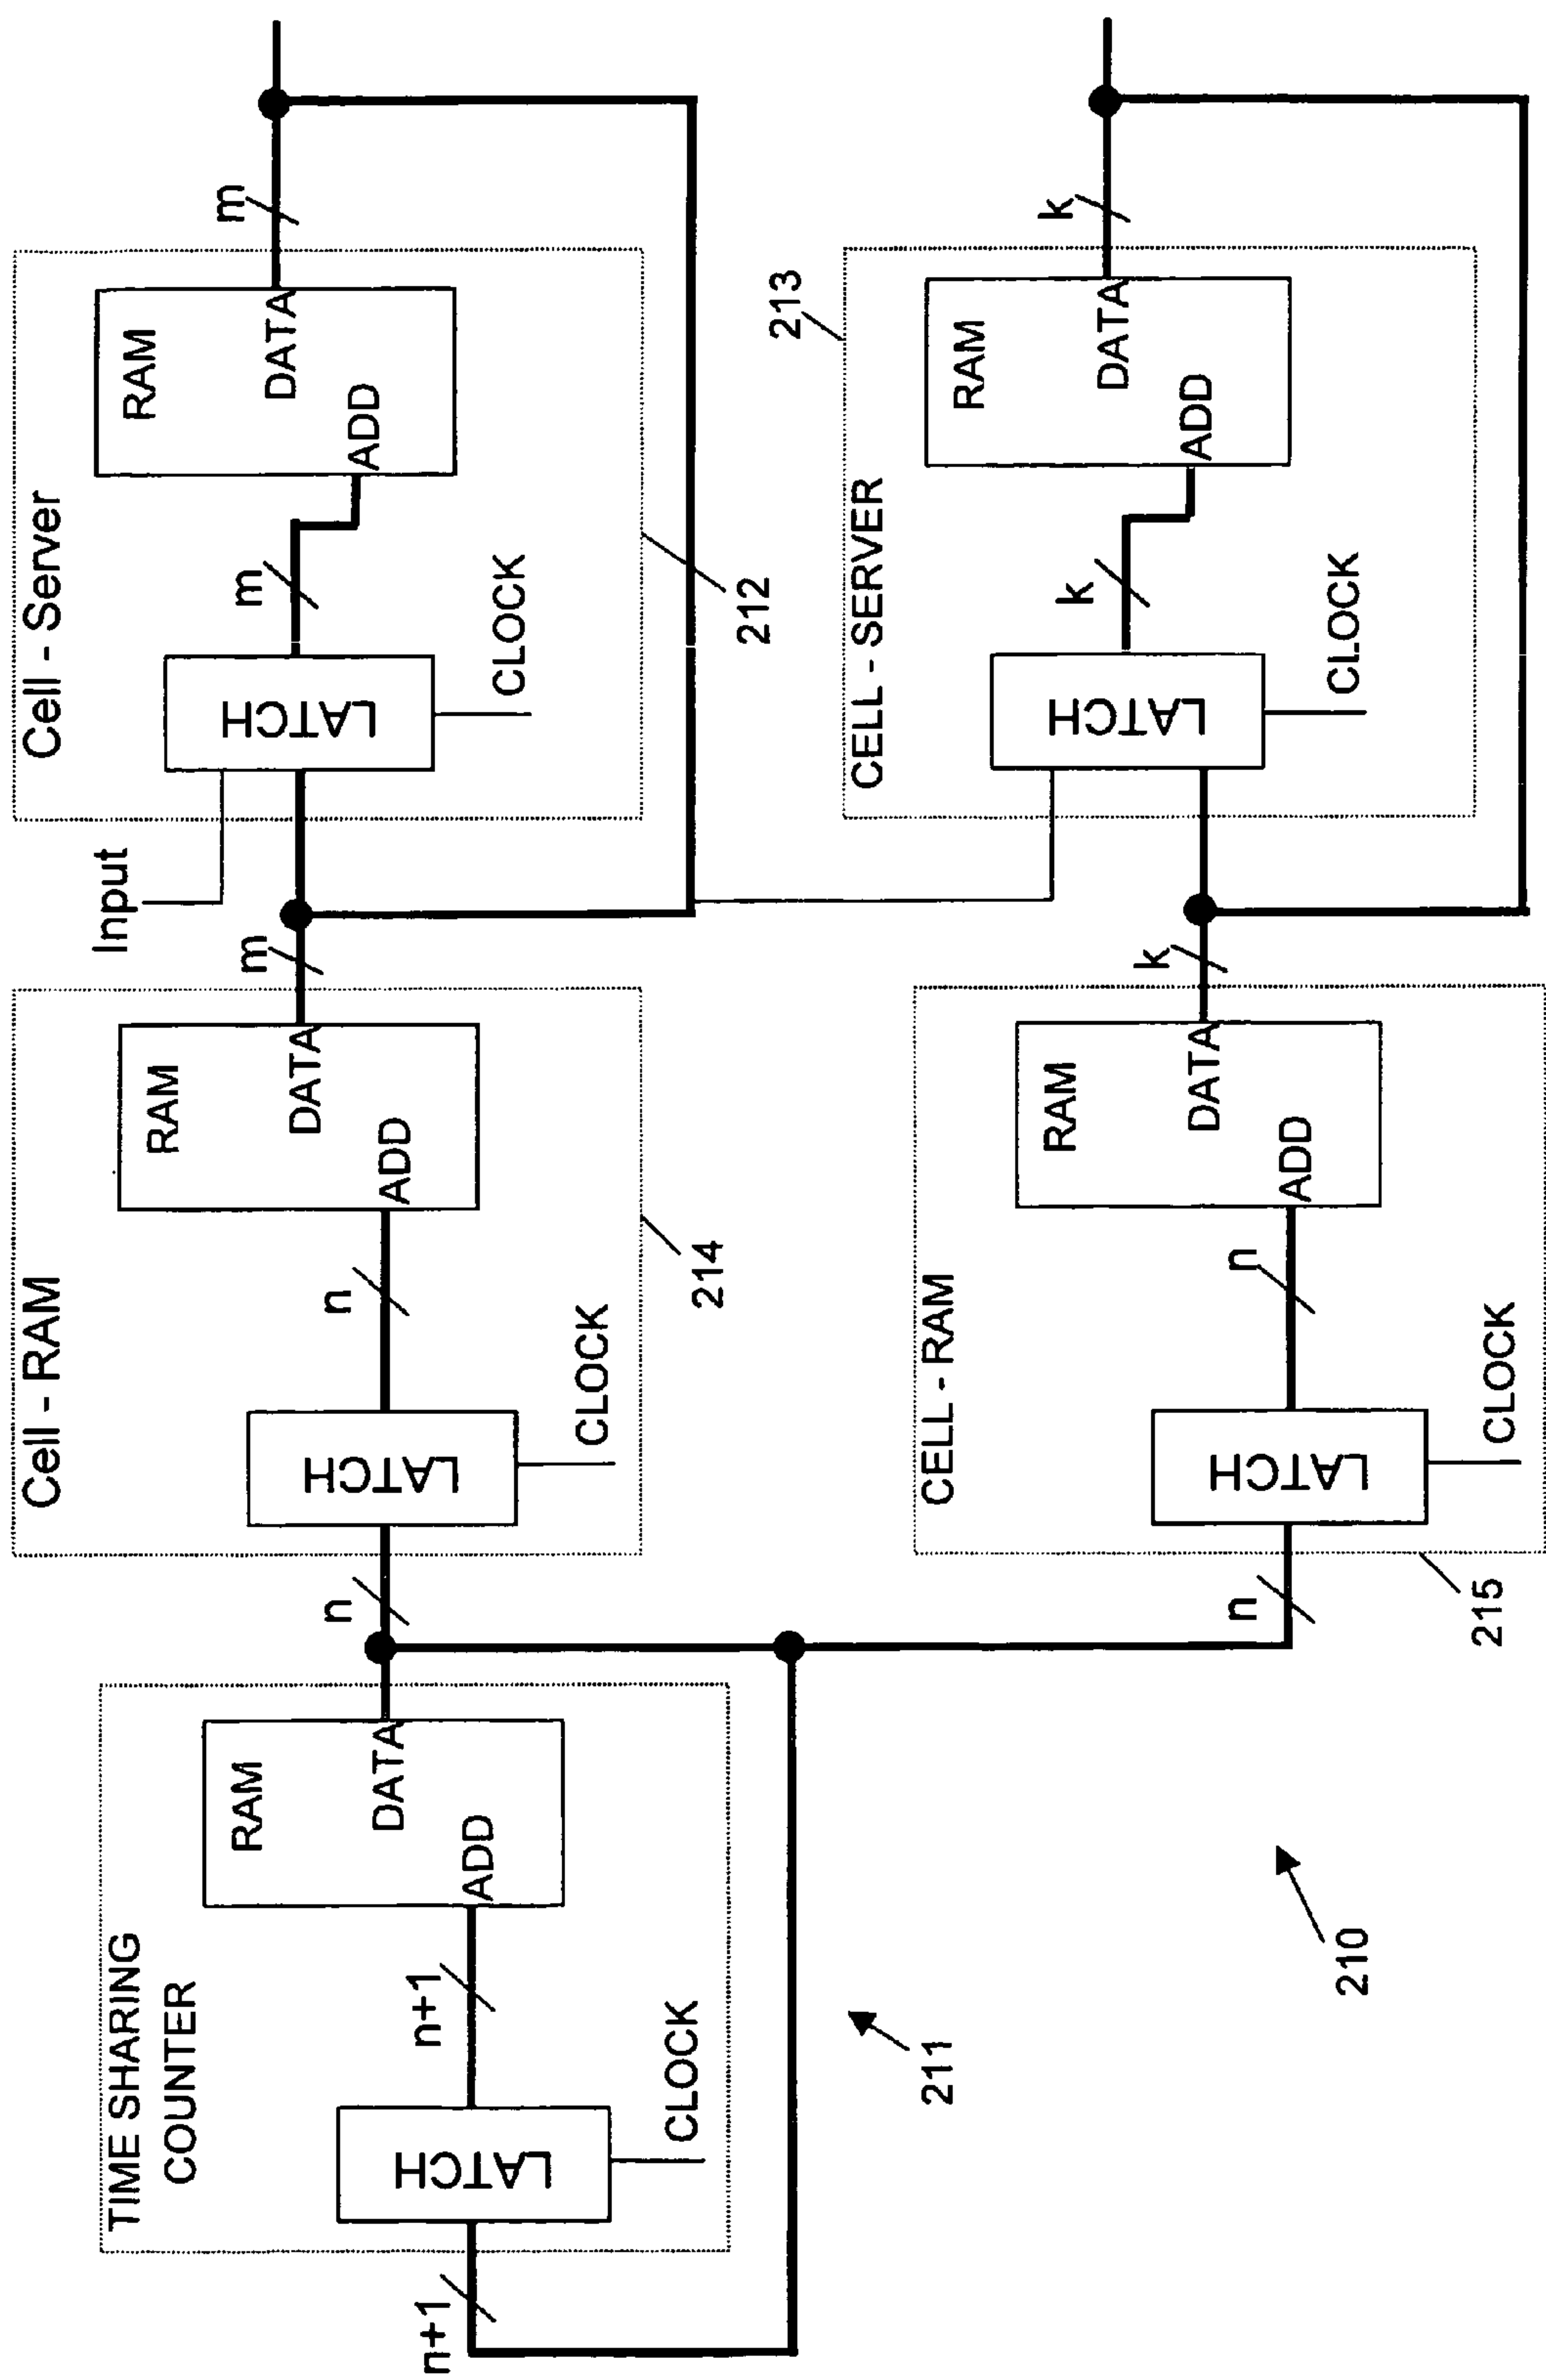 TIME SHARING
COUNTER
RAM
DATA
ADD
n+1
LATCH
CLOCK
n+1
211
210
Cell - RAM
RAM
DATA
ADD
n
n
LATCH
CLOCK
m
214
Input
Cell - Server
RAM
DATA
ADD
m
m
LATCH
CLOCK
212
CELL - RAM
RAM
DATA
ADD
n
n
LATCH
CLOCK
k
215
CELL - SERVER
213
RAM
DATA
ADD
k
k
LATCH
CLOCK